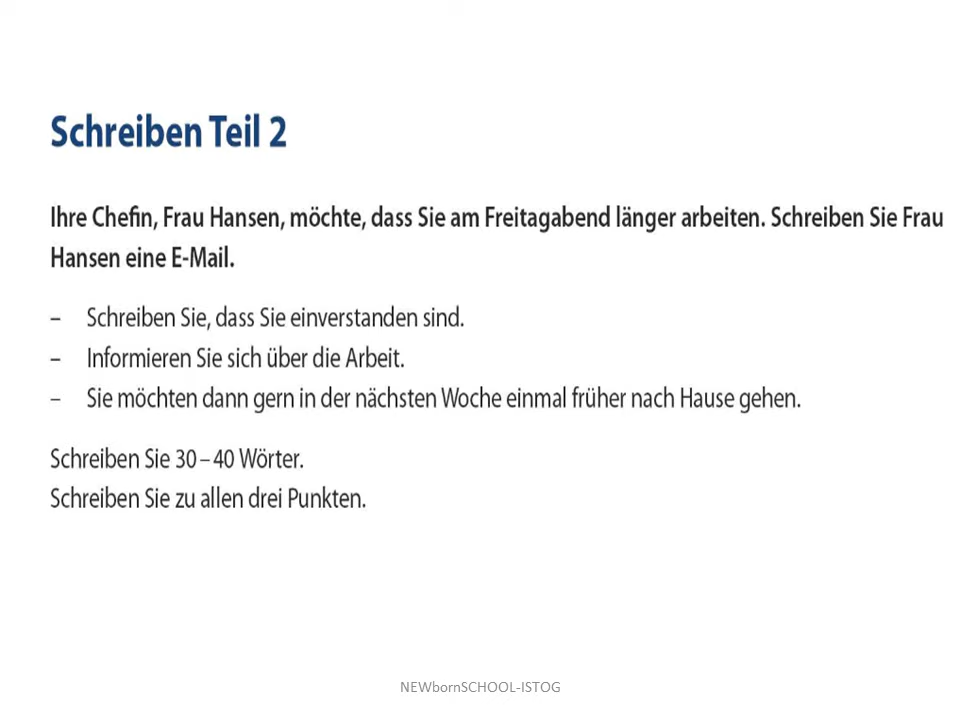 Schreiben Teil 2
Ihre Chefin, Frau Hansen, möchte, dass Sie am Freitagabend länger arbeiten. Schreiben Sie Frau
Hansen eine E-Mail.
– Schreiben Sie, dass Sie einverstanden sind.
– Informieren Sie sich über die Arbeit.
– Sie möchten dann gern in der nächsten Woche einmal früher nach Hause gehen.
Schreiben Sie 30–40 Wörter.
Schreiben Sie zu allen drei Punkten.
NEWbornSCHOOL-ISTOG